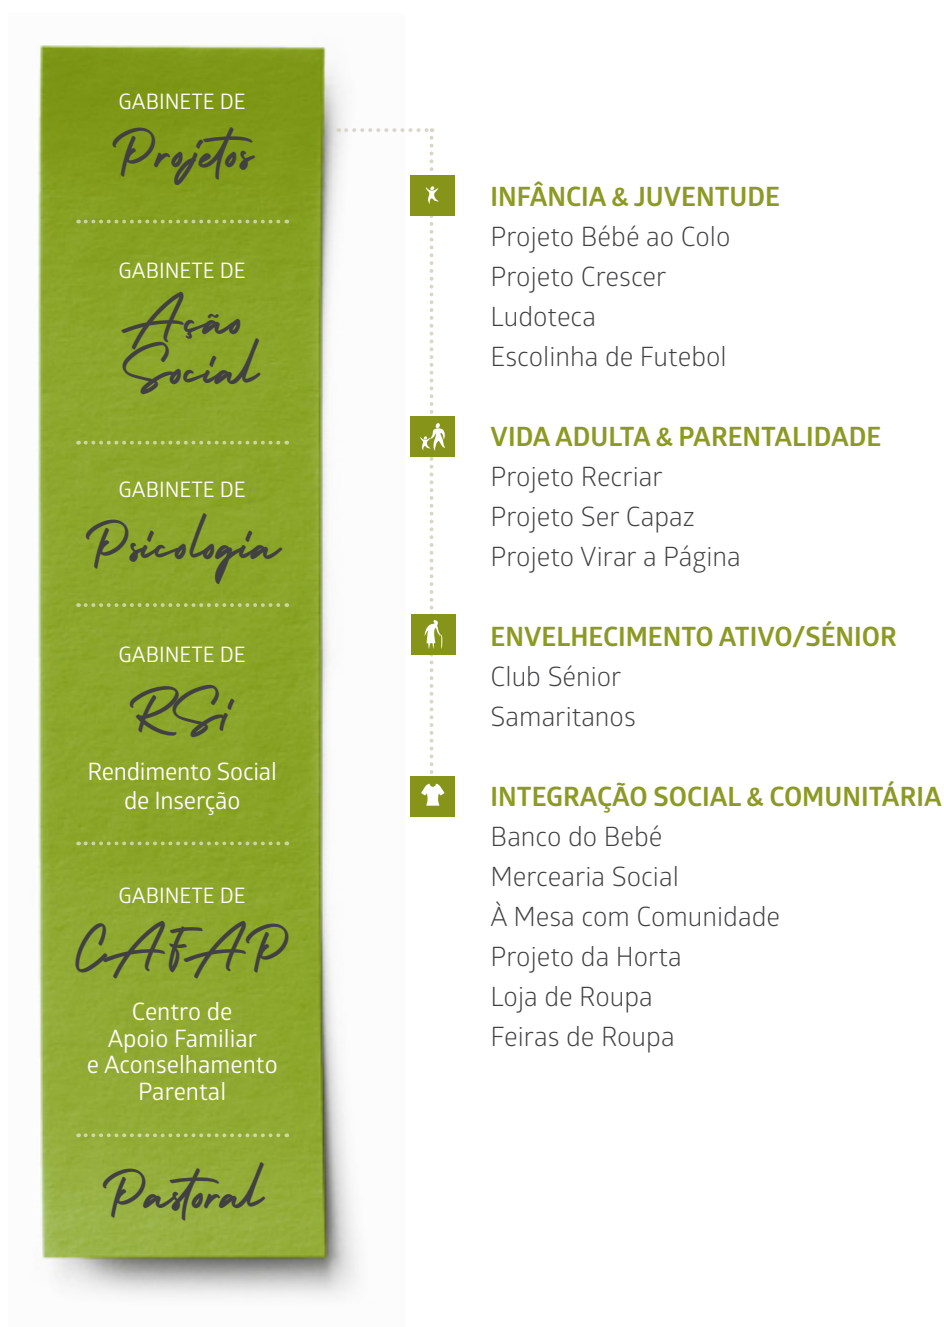 GABINETE DE
Projetos
GABINETE DE
Ação
Social
GABINETE DE
Psicologia
GABINETE DE
RSi
Rendimento Social
de Inserção
GABINETE DE
CAFAP
Centro de
Apoio Familiar
e Aconselhamento
Parental
Pastoral
INFÂNCIA & JUVENTUDE
Projeto Bébé ao Colo
Projeto Crescer
Ludoteca
Escolinha de Futebol
VIDA ADULTA & PARENTALIDADE
Projeto Recriar
Projeto Ser Capaz
Projeto Virar a Página
ENVELHECIMENTO ATIVO/SÉNIOR
Club Sénior
Samaritanos
INTEGRAÇÃO SOCIAL & COMUNITÁRIA
Banco do Bebé
Mercearia Social
À Mesa com Comunidade
Projeto da Horta
Loja de Roupa
Feiras de Roupa